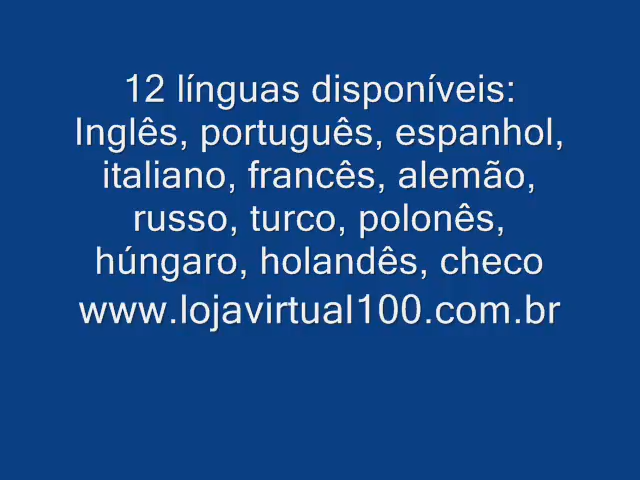 12 línguas disponíveis:
Inglês, português, espanhol,
italiano, francês, alemão,
russo, turco, polonês,
húngaro, holandês, checo
www.lojavirtual100.com.br